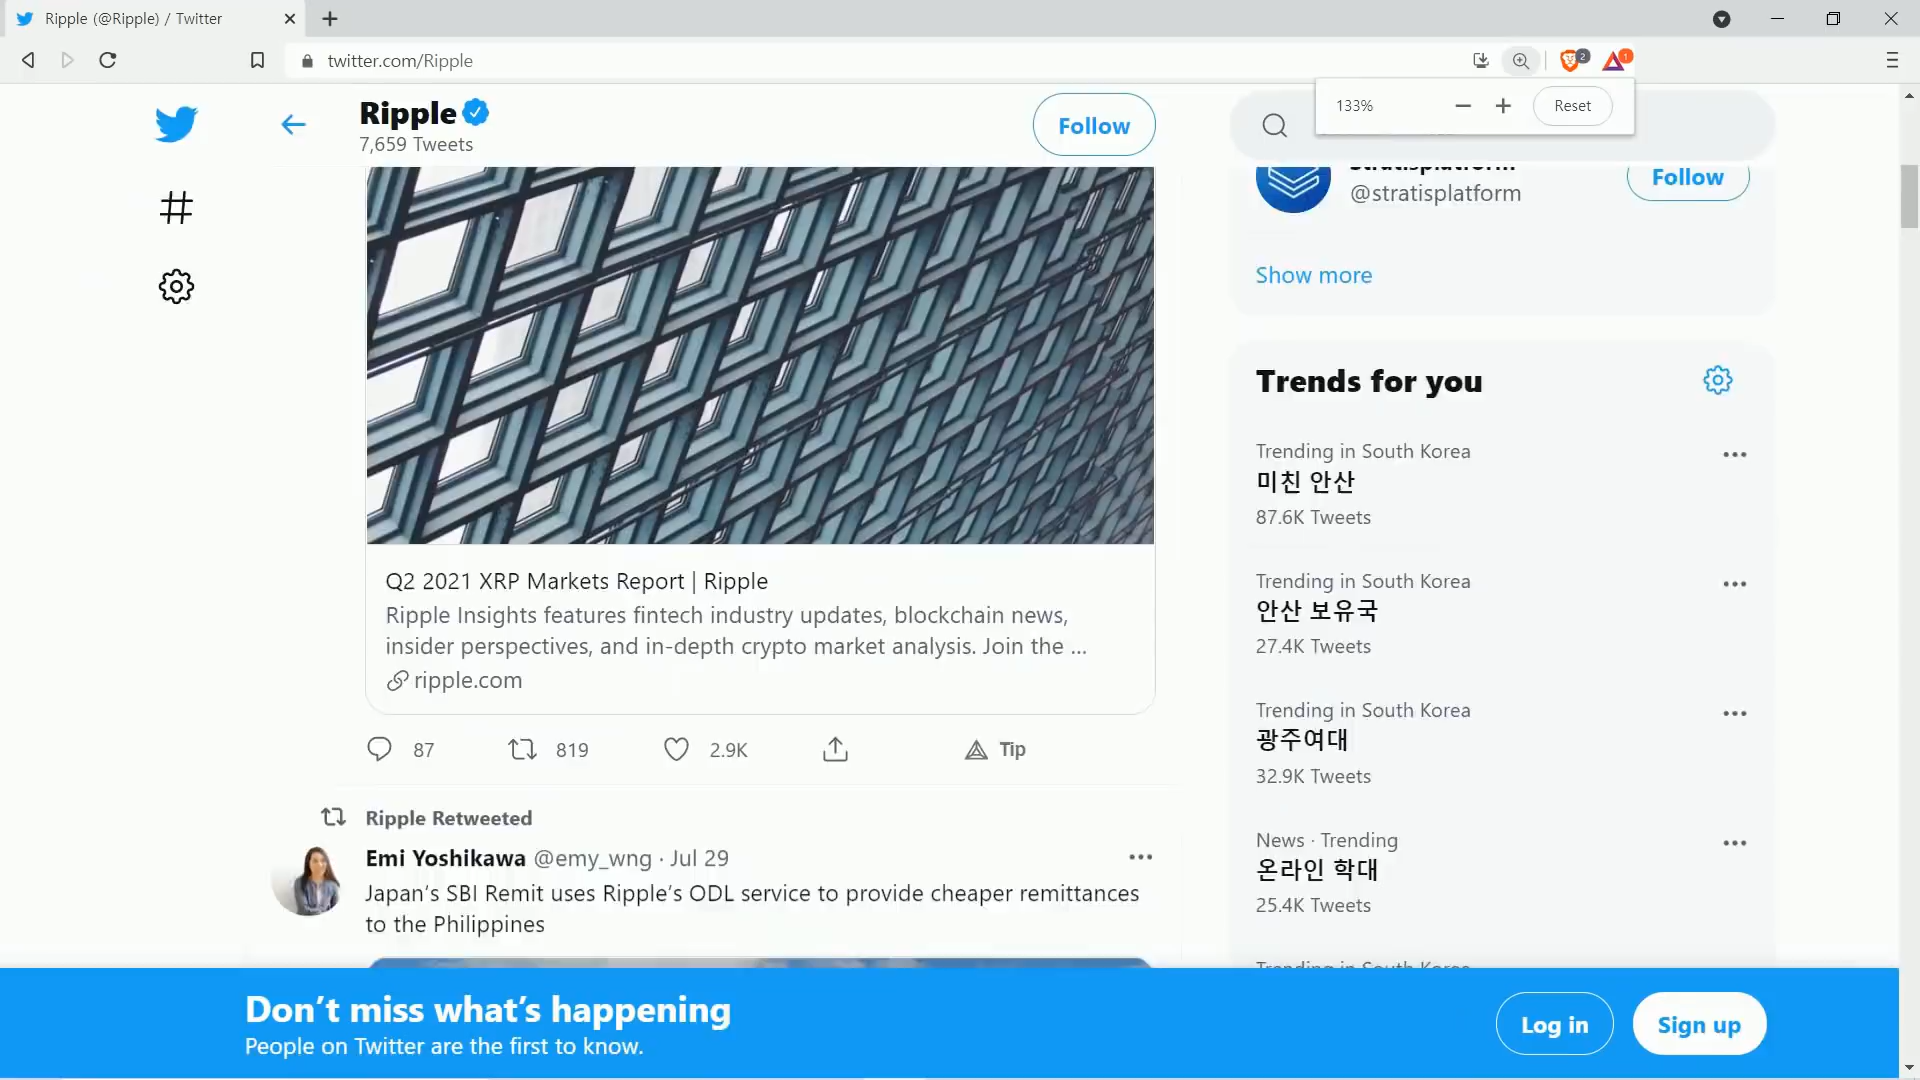 Ripple (@Ripple) / Twitter
twitter.com/Ripple
2
1
133%
Reset
Ripple
7,659 Tweets
Follow
@stratisplatform
Follow
Show more
Q2 2021 XRP Markets Report | Ripple
Ripple Insights features fintech industry updates, blockchain news,
insider perspectives, and in-depth crypto market analysis. Join the ...
ripple.com
87
819
2.9K
Tip
Ripple Retweeted
Emi Yoshikawa @emy_wng · Jul 29
Japan's SBI Remit uses Ripple's ODL service to provide cheaper remittances
to the Philippines
Trends for you
Trending in South Korea
미친 안산
87.6K Tweets
Trending in South Korea
안산 보유국
27.4K Tweets
Trending in South Korea
광주여대
32.9K Tweets
News · Trending
온라인 학대
25.4K Tweets
Trending in South Korea
Don't miss what's happening
People on Twitter are the first to know.
Log in
Sign up